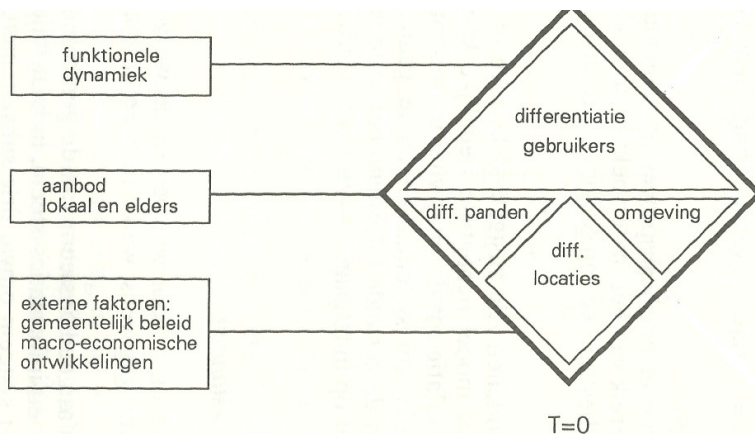 funktionele
dynamiek
aanbod
lokaal en elders
externe faktoren:
gemeentelijk beleid
macro-economische
ontwikkelingen
differentiatie
gebruikers
diff. panden
omgeving
diff.
locaties
T=0